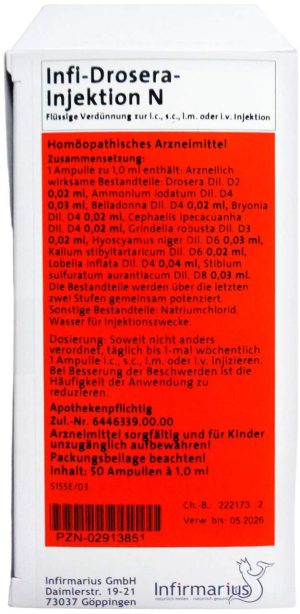 Infi-Drosera-
Injektion N
Flüssige Verdünnung zur i.c., s.c., i.m. oder i.v. Injektion
Homöopathisches Arzneimittel
Zusammensetzung:
1 Ampulle zu 1,0 ml enthält: Arzneilich
wirksame Bestandteile: Drosera Dil. D2
0,02 ml, Ammonium iodatum Dil. D4
0,03 ml, Belladonna Dil. D4 0,02 ml, Bryonia
Dil. D4 0,02 ml, Cephaelis ipecacuanha
Dil. D4 0,02 ml, Grindelia robusta Dil. D3
0,02 ml, Hyoscyamus niger Dil. D6 0,03 ml,
Kalium stibyltartaricum Dil. D6 0,02 ml,
Lobelia inflata Dil. D4 0,04 ml, Stibium
sulfuratum aurantiacum Dil. D8 0,03 ml.
Die Bestandteile werden über die letzten
zwei Stufen gemeinsam potenziert.
Sonstige Bestandteile: Natriumchlorid,
Wasser für Injektionszwecke.
Dosierung: Soweit nicht anders
verordnet, täglich bis 1-mal wöchentlich
1 Ampulle i.c., s.c., i.m. oder i.v. injizieren.
Bei Besserung der Beschwerden ist die
Häufigkeit der Anwendung zu
reduzieren.
Apothekenpflichtig
Zul.-Nr. 6446339.00.00
Arzneimittel sorgfältig und für Kinder
unzugänglich aufbewahren!
Packungsbeilage beachten!
Inhalt: 50 Ampullen à 1,0 ml
S155E/03
Ch.-B.: 222173 2
Verw. bis: 05.2026
PZN-02913851
Infirmarius GmbH
Daimlerstr. 19-21
73037 Göppingen
Infirmarius
natürlich heilen - natürlich gesund